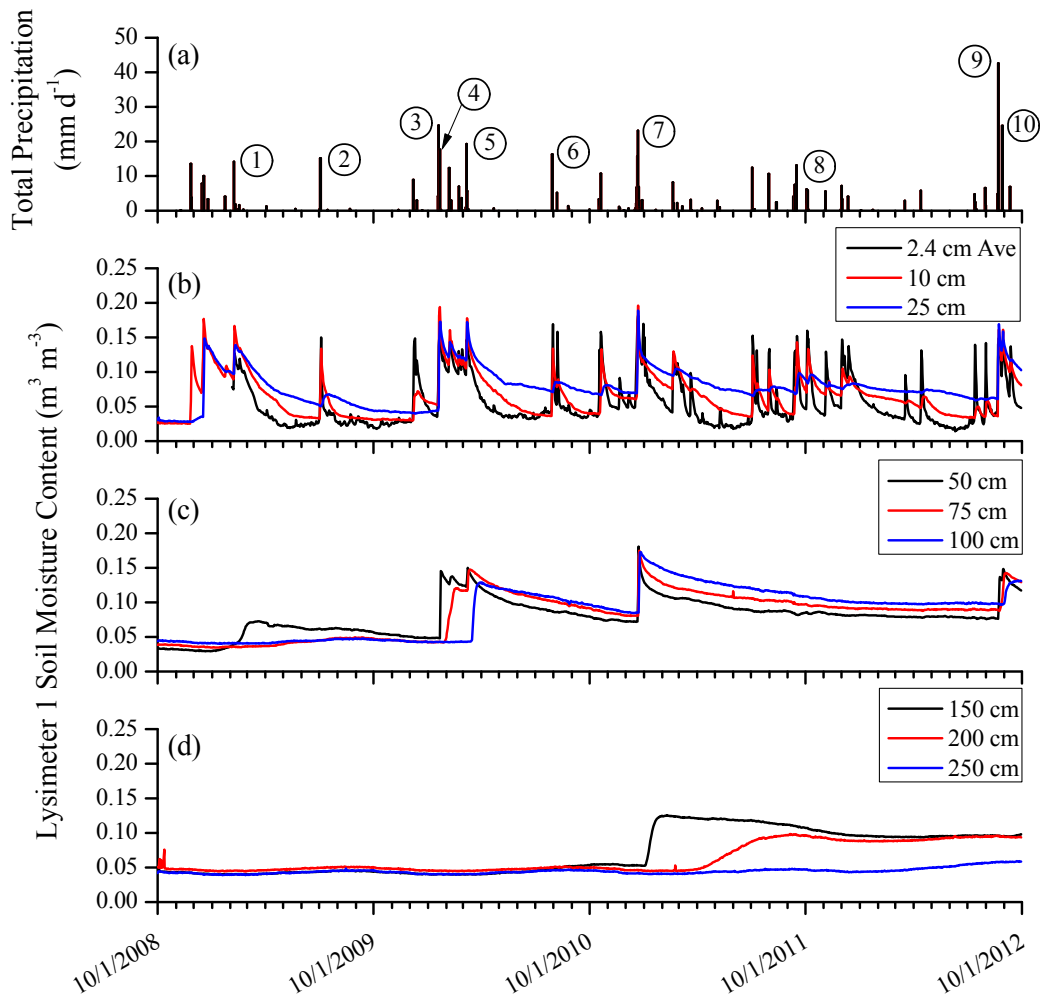 Total Precipitation
(mm d-1)
50
40
30
20
10
0
(a)
1
2
3
4
5
6
7
8
9
10
Lysimeter 1 Soil Moisture Content (m3 m-3)
2.4 cm Ave
10 cm
25 cm
0.25
0.20
0.15
0.10
0.05
0.00
(b)
50 cm
75 cm
100 cm
0.25
0.20
0.15
0.10
0.05
0.00
(c)
150 cm
200 cm
250 cm
0.25
0.20
0.15
0.10
0.05
0.00
(d)
10/1/2008
10/1/2009
10/1/2010
10/1/2011
10/1/2012